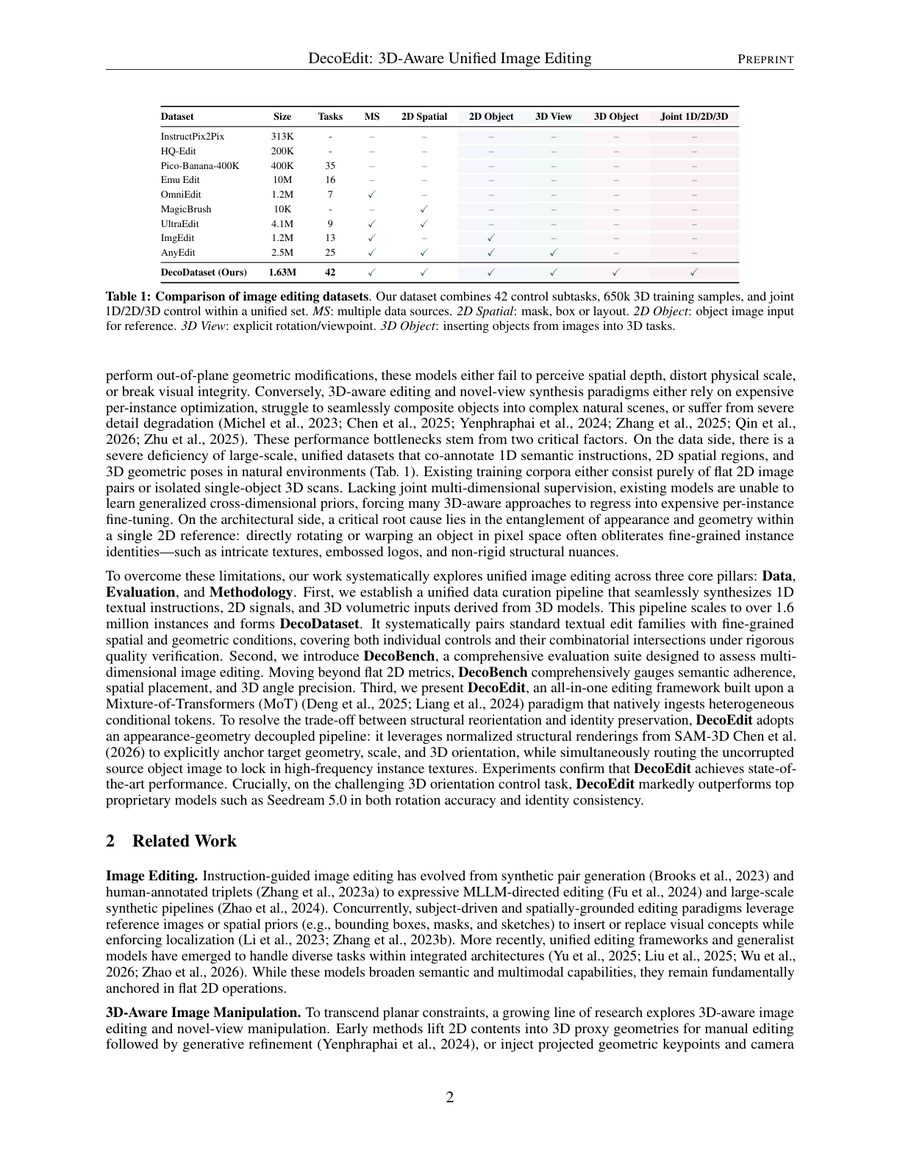 DecoEdit: 3D-Aware Unified Image Editing PREPRINT
Dataset Size Tasks MS 2D Spatial 2D Object 3D View 3D Object Joint 1D/2D/3D
InstructPix2Pix 313K - – – – – – –
HQ-Edit 200K - – – – – – –
Pico-Banana-400K 400K 35 – – – – – –
Emu Edit 10M 16 – – – – – –
OmniEdit 1.2M 7 ✓ – – – – –
MagicBrush 10K - – ✓ – – – –
UltraEdit 4.1M 9 ✓ ✓ – – – –
ImgEdit 1.2M 13 ✓ – ✓ – – –
AnyEdit 2.5M 25 ✓ ✓ ✓ ✓ – –
DecoDataset (Ours) 1.63M 42 ✓ ✓ ✓ ✓ ✓ ✓
Table 1: Comparison of image editing datasets. Our dataset combines 42 control subtasks, 650k 3D training samples, and joint
1D/2D/3D control within a unified set. MS: multiple data sources. 2D Spatial: mask, box or layout. 2D Object: object image input
for reference. 3D View: explicit rotation/viewpoint. 3D Object: inserting objects from images into 3D tasks.
perform out-of-plane geometric modifications, these models either fail to perceive spatial depth, distort physical scale,
or break visual integrity. Conversely, 3D-aware editing and novel-view synthesis paradigms either rely on expensive
per-instance optimization, struggle to seamlessly composite objects into complex natural scenes, or suffer from severe
detail degradation (Michel et al., 2023; Chen et al., 2025; Yenphraphai et al., 2024; Zhang et al., 2025; Qin et al.,
2026; Zhu et al., 2025). These performance bottlenecks stem from two critical factors. On the data side, there is a
severe deficiency of large-scale, unified datasets that co-annotate 1D semantic instructions, 2D spatial regions, and
3D geometric poses in natural environments (Tab. 1). Existing training corpora either consist purely of flat 2D image
pairs or isolated single-object 3D scans. Lacking joint multi-dimensional supervision, existing models are unable to
learn generalized cross-dimensional priors, forcing many 3D-aware approaches to regress into expensive per-instance
fine-tuning. On the architectural side, a critical root cause lies in the entanglement of appearance and geometry within
a single 2D reference: directly rotating or warping an object in pixel space often obliterates fine-grained instance
identities—such as intricate textures, embossed logos, and non-rigid structural nuances.
To overcome these limitations, our work systematically explores unified image editing across three core pillars: Data,
Evaluation, and Methodology. First, we establish a unified data curation pipeline that seamlessly synthesizes 1D
textual instructions, 2D signals, and 3D volumetric inputs derived from 3D models. This pipeline scales to over 1.6
million instances and forms DecoDataset. It systematically pairs standard textual edit families with fine-grained
spatial and geometric conditions, covering both individual controls and their combinatorial intersections under rigorous
quality verification. Second, we introduce DecoBench, a comprehensive evaluation suite designed to assess multi-
dimensional image editing. Moving beyond flat 2D metrics, DecoBench comprehensively gauges semantic adherence,
spatial placement, and 3D angle precision. Third, we present DecoEdit, an all-in-one editing framework built upon a
Mixture-of-Transformers (MoT) (Deng et al., 2025; Liang et al., 2024) paradigm that natively ingests heterogeneous
conditional tokens. To resolve the trade-off between structural reorientation and identity preservation, DecoEdit adopts
an appearance-geometry decoupled pipeline: it leverages normalized structural renderings from SAM-3D Chen et al.
(2026) to explicitly anchor target geometry, scale, and 3D orientation, while simultaneously routing the uncorrupted
source object image to lock in high-frequency instance textures. Experiments confirm that DecoEdit achieves state-of-
the-art performance. Crucially, on the challenging 3D orientation control task, DecoEdit markedly outperforms top
proprietary models such as Seedream 5.0 in both rotation accuracy and identity consistency.
2 Related Work
Image Editing. Instruction-guided image editing has evolved from synthetic pair generation (Brooks et al., 2023) and
human-annotated triplets (Zhang et al., 2023a) to expressive MLLM-directed editing (Fu et al., 2024) and large-scale
synthetic pipelines (Zhao et al., 2024). Concurrently, subject-driven and spatially-grounded editing paradigms leverage
reference images or spatial priors (e.g., bounding boxes, masks, and sketches) to insert or replace visual concepts while
enforcing localization (Li et al., 2023; Zhang et al., 2023b). More recently, unified editing frameworks and generalist
models have emerged to handle diverse tasks within integrated architectures (Yu et al., 2025; Liu et al., 2025; Wu et al.,
2026; Zhao et al., 2026). While these models broaden semantic and multimodal capabilities, they remain fundamentally
anchored in flat 2D operations.
3D-Aware Image Manipulation. To transcend planar constraints, a growing line of research explores 3D-aware image
editing and novel-view manipulation. Early methods lift 2D contents into 3D proxy geometries for manual editing
followed by generative refinement (Yenphraphai et al., 2024), or inject projected geometric keypoints and camera
2